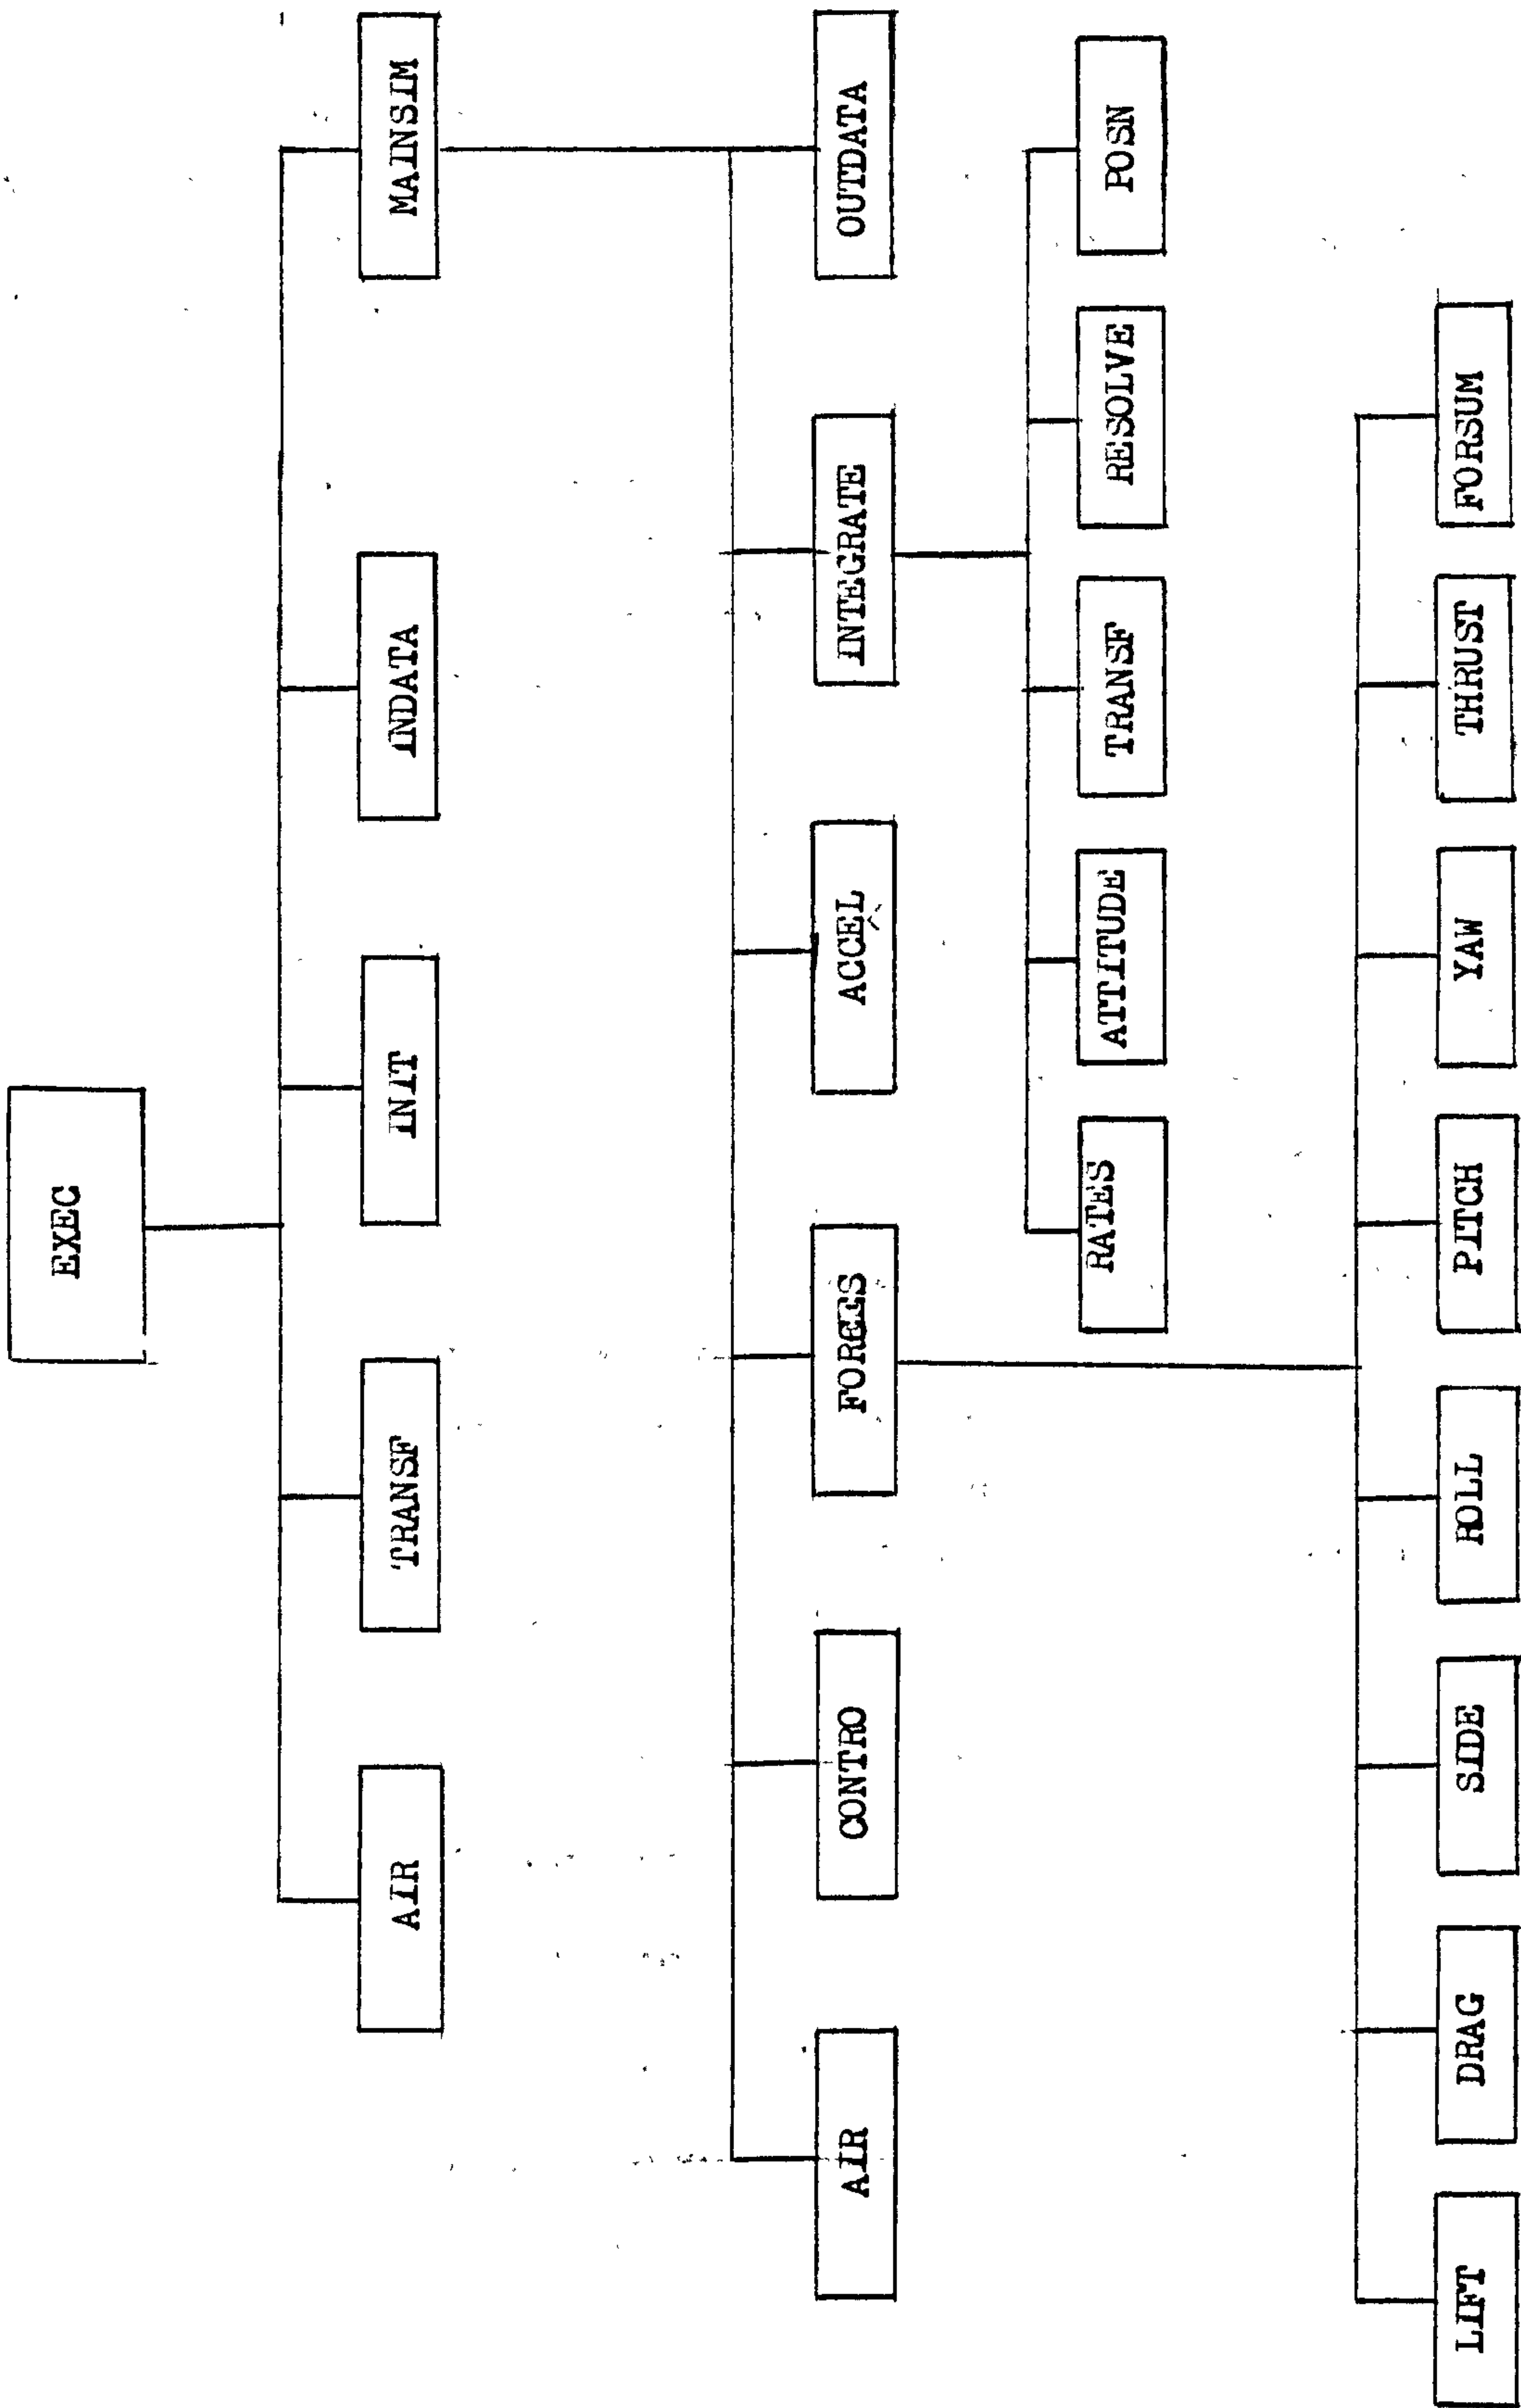 EXEC
AIR
TRANSF
INIT
INDATA
MAINSIM
AIR
CONTRO
FORCES
ACCEL
INTEGRATE
OUTDATA
RATES
ATTITUDE
TRANSF
RESOLVE
POSN
LIFT
DRAG
SIDE
ROLL
PITCH
YAW
THRUST
FORSUM